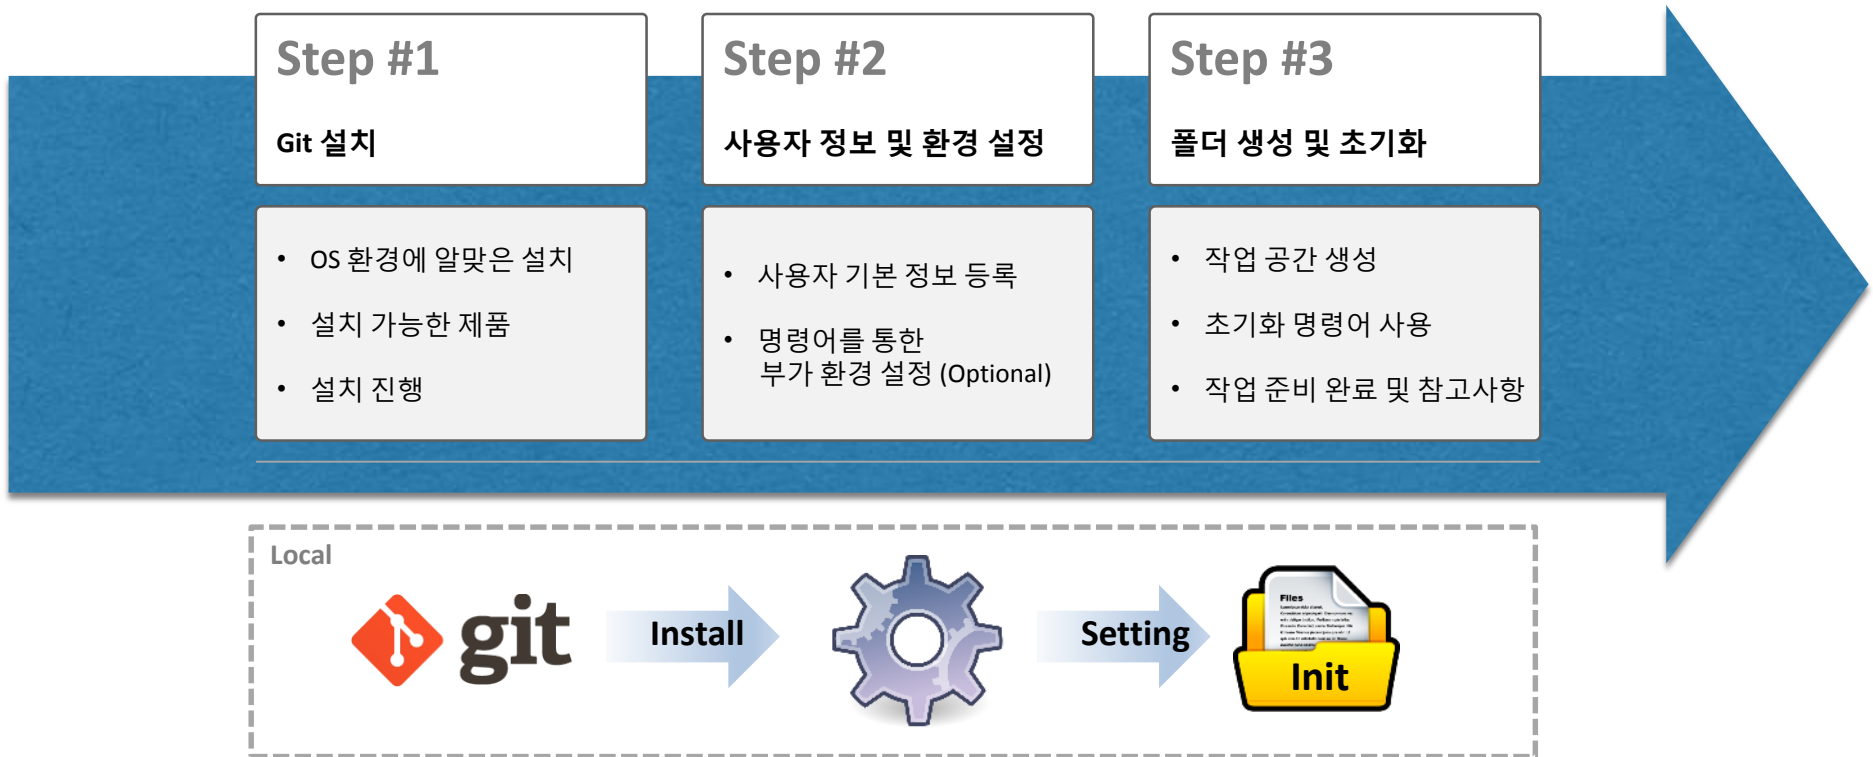 Step #1
Git 설치
• OS 환경에 알맞은 설치
• 설치 가능한 제품
• 설치 진행
Step #2
사용자 정보 및 환경 설정
• 사용자 기본 정보 등록
• 명령어를 통한
부가 환경 설정 (Optional)
Step #3
폴더 생성 및 초기화
• 작업 공간 생성
• 초기화 명령어 사용
• 작업 준비 완료 및 참고사항
Local
git
Install
Setting
Files
Init